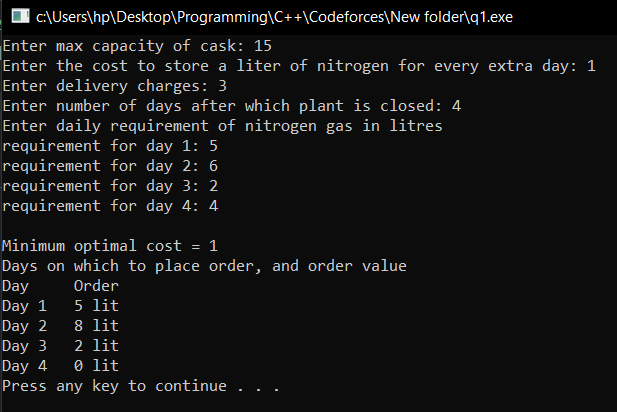 c:\Users\hp\Desktop\Programming\C++\Codeforces\New folder\q1.exe
Enter max capacity of cask: 15
Enter the cost to store a liter of nitrogen for every extra day: 1
Enter delivery charges: 3
Enter number of days after which plant is closed: 4
Enter daily requirement of nitrogen gas in litres
requirement for day 1: 5
requirement for day 2: 6
requirement for day 3: 2
requirement for day 4: 4
Minimum optimal cost = 1
Days on which to place order, and order value
Day     Order
Day 1   5 lit
Day 2   8 lit
Day 3   2 lit
Day 4   0 lit
Press any key to continue . . .